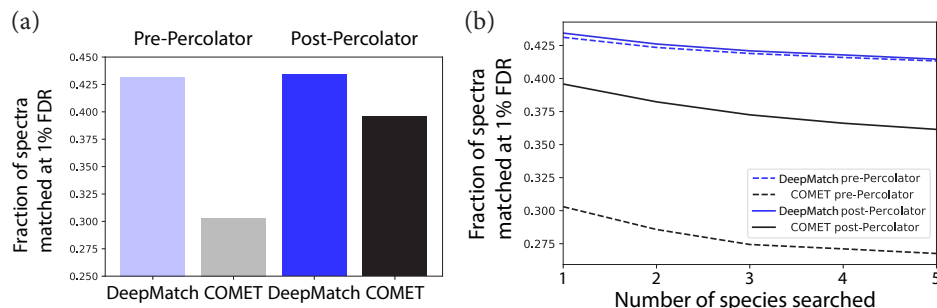 (a)
Pre-Percolator Post-Percolator
Fraction of spectra
matched at 1% FDR
0.450
0.425
0.400
0.375
0.350
0.325
0.300
0.275
0.250
DeepMatch COMET DeepMatch COMET
(b)
Fraction of spectra
matched at 1% FDR
0.425
0.400
0.375
0.350
0.325
0.300
0.275
DeepMatch pre-Percolator
COMET pre-Percolator
DeepMatch post-Percolator
COMET post-Percolator
1 2 3 4 5
Number of species searched